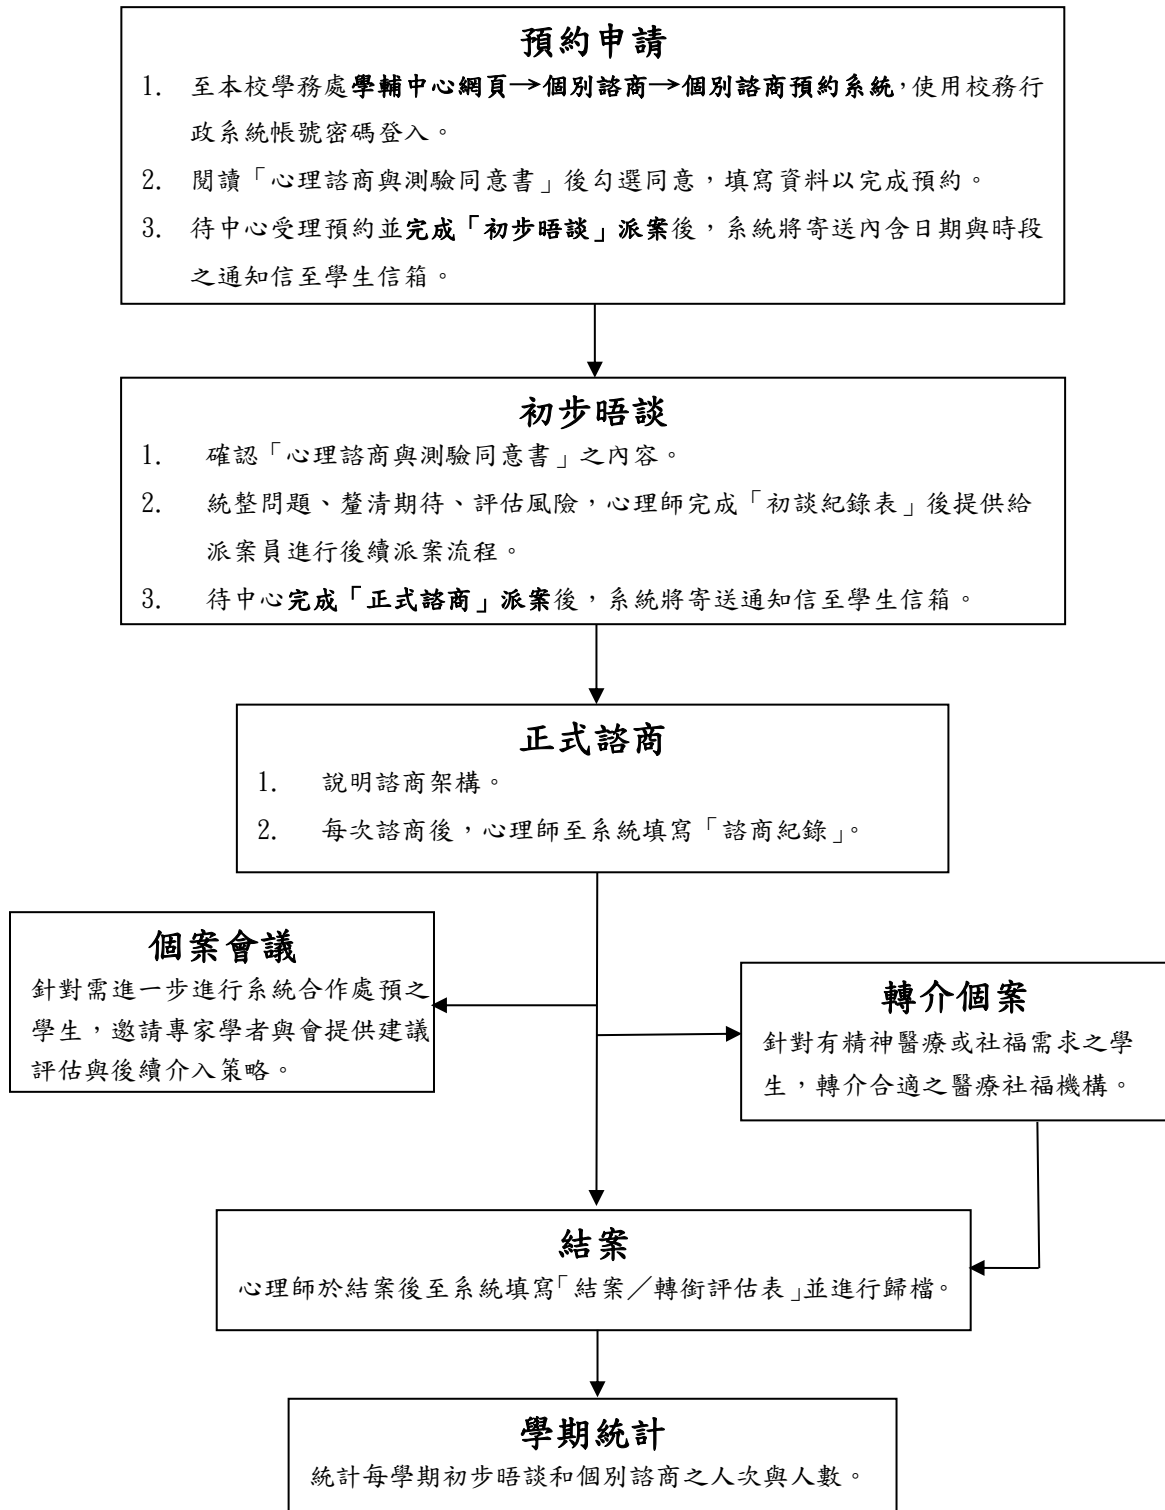 預約申請
1. 至本校學務處學輔中心網頁→個別諮商→個別諮商預約系統，使用校務行
政系統帳號密碼登入。
2. 閱讀「心理諮商與測驗同意書」後勾選同意，填寫資料以完成預約。
3. 待中心受理預約並完成「初步晤談」派案後，系統將寄送內含日期與時段
之通知信至學生信箱。
初步晤談
1. 確認「心理諮商與測驗同意書」之內容。
2. 統整問題、釐清期待、評估風險，心理師完成「初談紀錄表」後提供給
派案員進行後續派案流程。
3. 待中心完成「正式諮商」派案後，系統將寄送通知信至學生信箱。
正式諮商
1. 說明諮商架構。
2. 每次諮商後，心理師至系統填寫「諮商紀錄」。
個案會議
針對需進一步進行系統合作處預之
學生，邀請專家學者與會提供建議
評估與後續介入策略。
轉介個案
針對有精神醫療或社福需求之學
生，轉介合適之醫療社福機構。
結案
心理師於結案後至系統填寫「結案／轉銜評估表」並進行歸檔。
學期統計
統計每學期初步晤談和個別諮商之人次與人數。